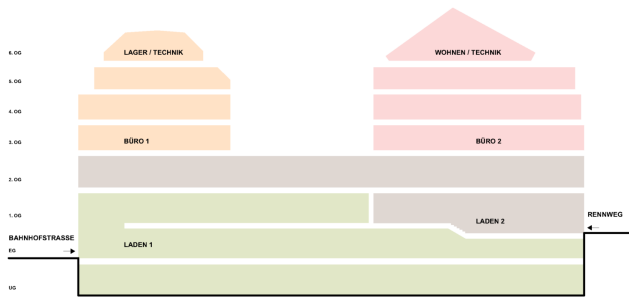 6. OG
LAGER / TECHNIK
WOHNEN / TECHNIK
5. OG
4. OG
3. OG
BÜRO 1
BÜRO 2
2. OG
1. OG
RENNWEG
LADEN 2
BAHNHOFSTRASSE
LADEN 1
EG
UG